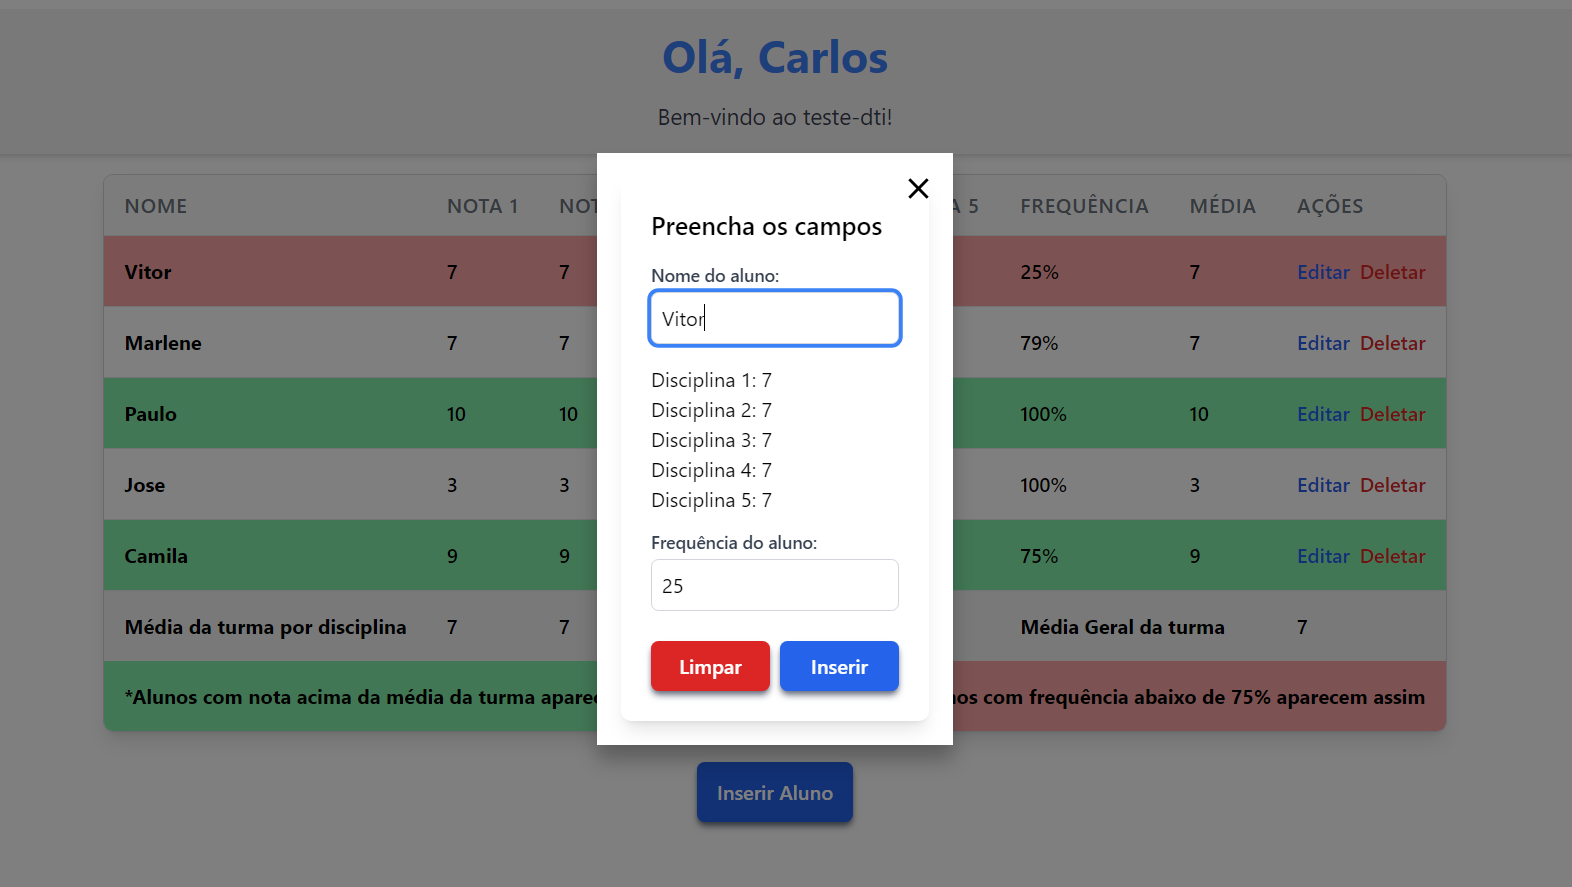 Olá, Carlos
Bem-vindo ao teste-dti!
NOME NOTA 1 NOT A 5 FREQUÊNCIA MÉDIA AÇÕES
Vitor 7 7 25% 7 Editar Deletar
Marlene 7 7 79% 7 Editar Deletar
Paulo 10 10 100% 10 Editar Deletar
Jose 3 3 100% 3 Editar Deletar
Camila 9 9 75% 9 Editar Deletar
Média da turma por disciplina 7 7 Média Geral da turma 7
*Alunos com nota acima da média da turma apare nos com frequência abaixo de 75% aparecem assim
Preencha os campos
Nome do aluno:
Vitor
Disciplina 1: 7
Disciplina 2: 7
Disciplina 3: 7
Disciplina 4: 7
Disciplina 5: 7
Frequência do aluno:
25
Limpar Inserir
Inserir Aluno